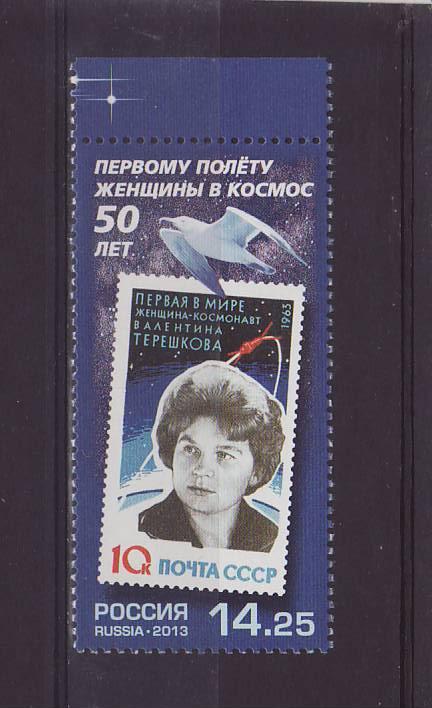 ПЕРВОМУ ПОЛЁТУ
ЖЕНЩИНЫ В КОСМОС
50
ЛЕТ
ПЕРВАЯ В МИРЕ
ЖЕНЩИНА-КОСМОНАВТ
ВАЛЕНТИНА
ТЕРЕШКОВА
1963
10К ПОЧТА СССР
РОССИЯ
RUSSIA·2013
14.25